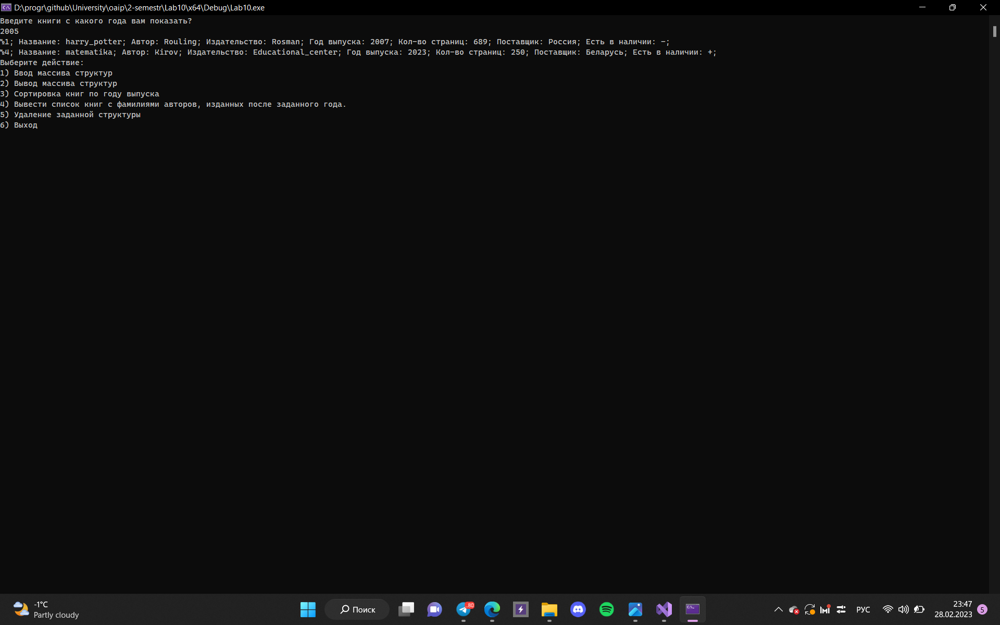 D:\progr\github\University\oaip\2-semestr\Lab10\x64\Debug\Lab10.exe
Введите книги с какого года вам показать?
2005
%1; Название: harry_potter; Автор: Rouling; Издательство: Rosman; Год выпуска: 2007; Кол-во страниц: 689; Поставщик: Россия; Есть в наличии: -;
%4; Название: matematika; Автор: Kirov; Издательство: Educational_center; Год выпуска: 2023; Кол-во страниц: 250; Поставщик: Беларусь; Есть в наличии: +;
Выберите действие:
1) Ввод массива структур
2) Вывод массива структур
3) Сортировка книг по году выпуска
4) Вывести список книг с фамилиями авторов, изданных после заданного года.
5) Удаление заданной структуры
6) Выход
-1°C
Partly cloudy
Поиск
80
РУС
23:47
28.02.2023
5